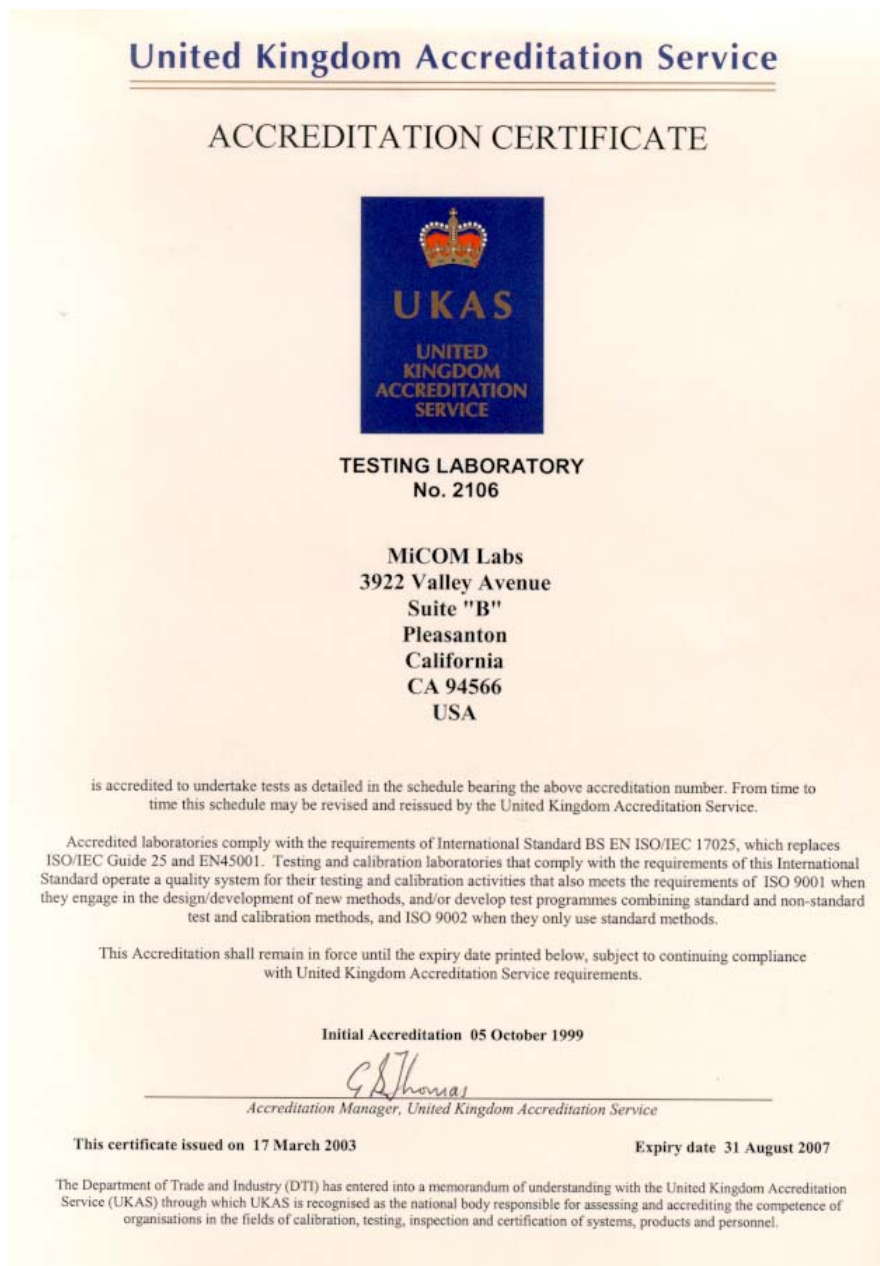 United Kingdom Accreditation Service
ACCREDITATION CERTIFICATE
UKAS
UNITED
KINGDOM
ACCREDITATION
SERVICE
TESTING LABORATORY
No. 2106
MiCOM Labs
3922 Valley Avenue
Suite "B"
Pleasanton
California
CA 94566
USA
is accredited to undertake tests as detailed in the schedule bearing the above accreditation number. From time to
time this schedule may be revised and reissued by the United Kingdom Accreditation Service.
Accredited laboratories comply with the requirements of International Standard BS EN ISO/IEC 17025, which replaces
ISO/IEC Guide 25 and EN45001. Testing and calibration laboratories that comply with the requirements of this International
Standard operate a quality system for their testing and calibration activities that also meets the requirements of ISO 9001 when
they engage in the design/development of new methods, and/or develop test programmes combining standard and non-standard
test and calibration methods, and ISO 9002 when they only use standard methods.
This Accreditation shall remain in force until the expiry date printed below, subject to continuing compliance
with United Kingdom Accreditation Service requirements.
Initial Accreditation 05 October 1999
G S Thomas
Accreditation Manager, United Kingdom Accreditation Service
This certificate issued on 17 March 2003 Expiry date 31 August 2007
The Department of Trade and Industry (DTI) has entered into a memorandum of understanding with the United Kingdom Accreditation
Service (UKAS) through which UKAS is recognised as the national body responsible for assessing and accrediting the competence of
organisations in the fields of calibration, testing, inspection and certification of systems, products and personnel.